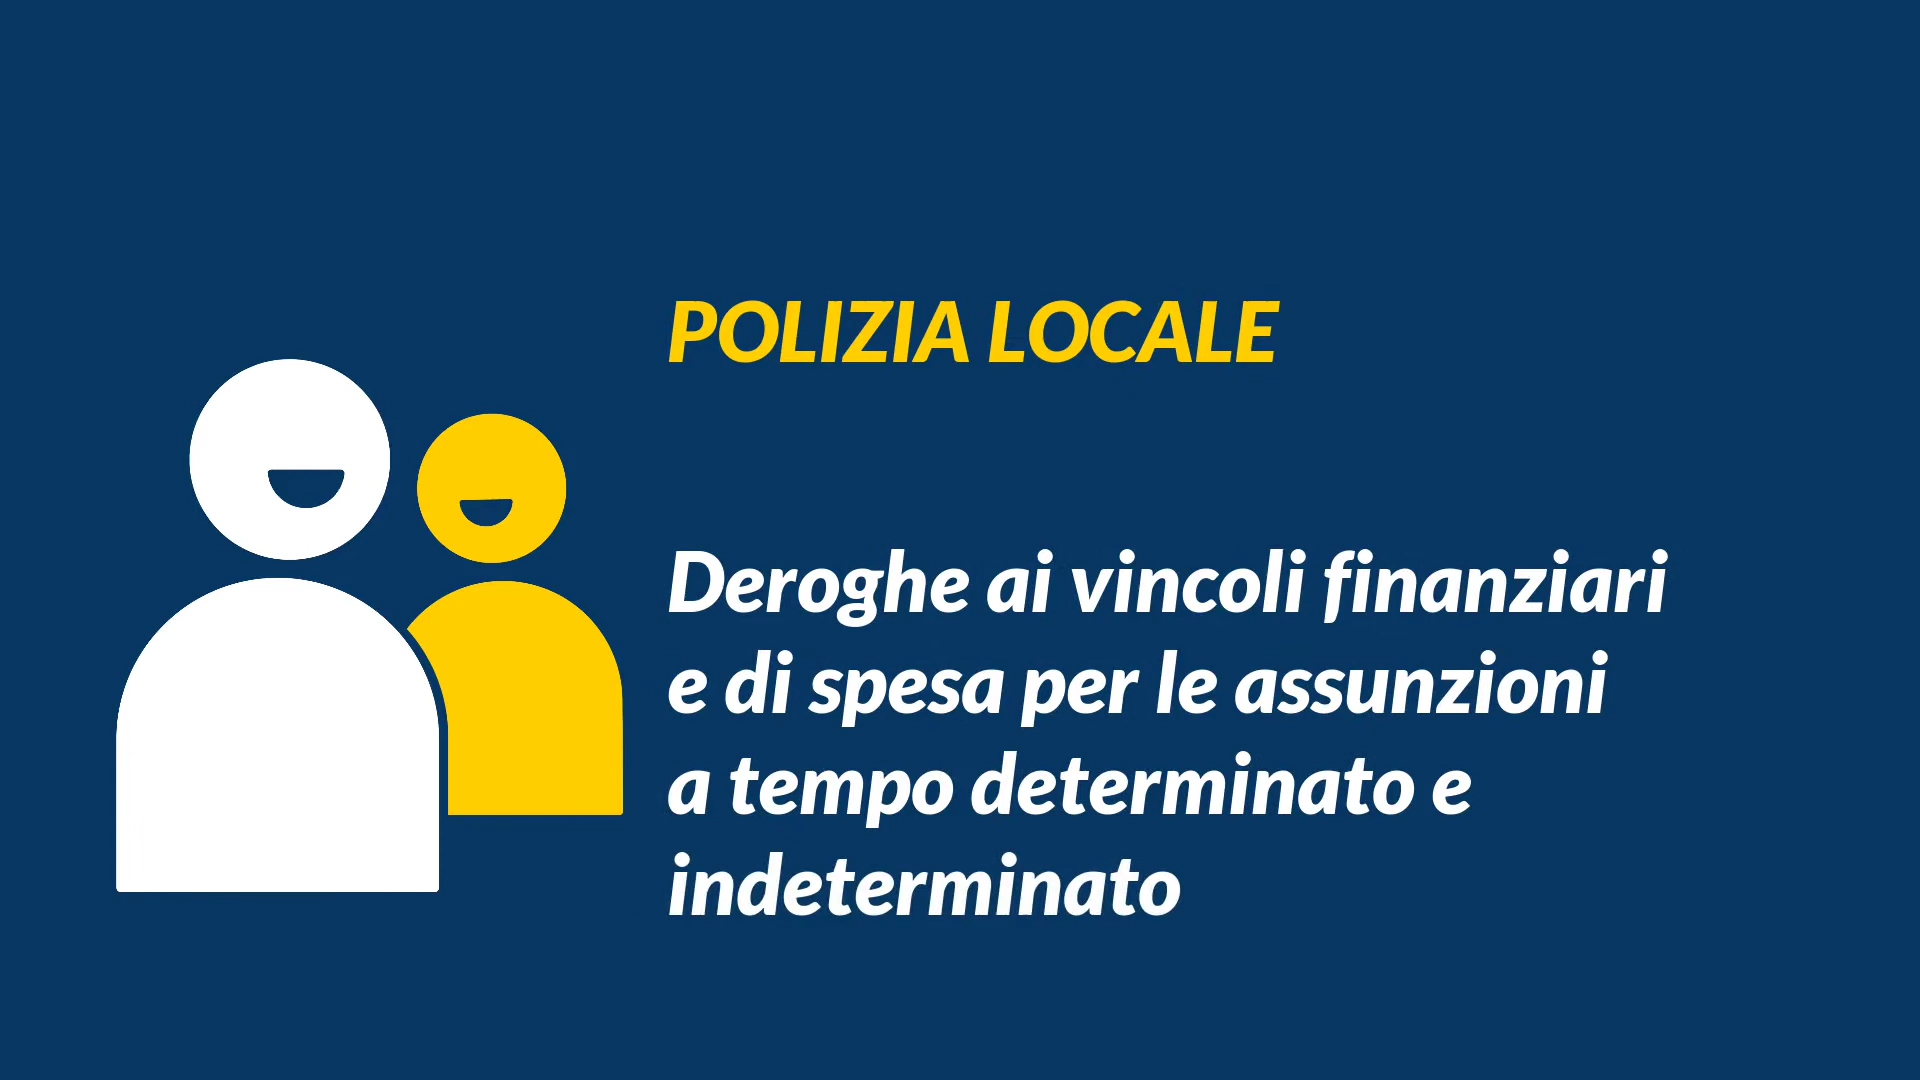 POLIZIA LOCALE
Deroghe ai vincoli finanziari
e di spesa per le assunzioni
a tempo determinato e
indeterminato